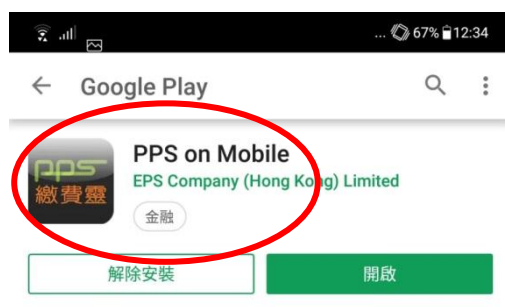 ... 67% 12:34
Google Play
pps
繳費靈
PPS on Mobile
EPS Company (Hong Kong) Limited
金融
解除安裝
開啟